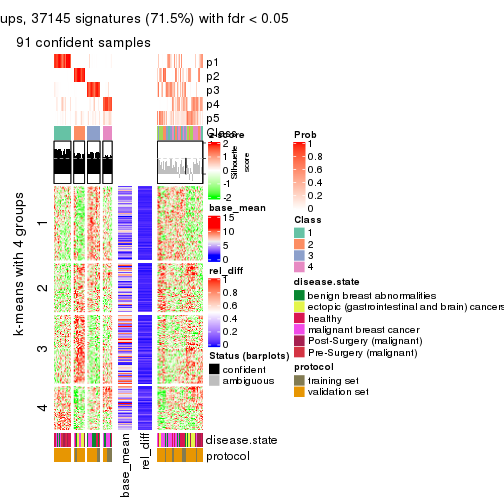 ups, 37145 signatures (71.5%) with fdr < 0.05
91 confident samples
p1
p2
p3
p4
p5
Class
Silhouette
score
k-means with 4 groups
1
2
3
4
base_mean
rel_diff
disease.state
protocol
z-score
2
1
0
-1
-2
base_mean
15
10
5
0
rel_diff
1
0.8
0.6
0.4
0.2
0
Status (barplots)
confident
ambiguous
Prob
1
0.8
0.6
0.4
0.2
0
Class
1
2
3
4
disease.state
benign breast abnormalities
ectopic (gastrointestinal and brain) cancers
healthy
malignant breast cancer
Post-Surgery (malignant)
Pre-Surgery (malignant)
protocol
training set
validation set